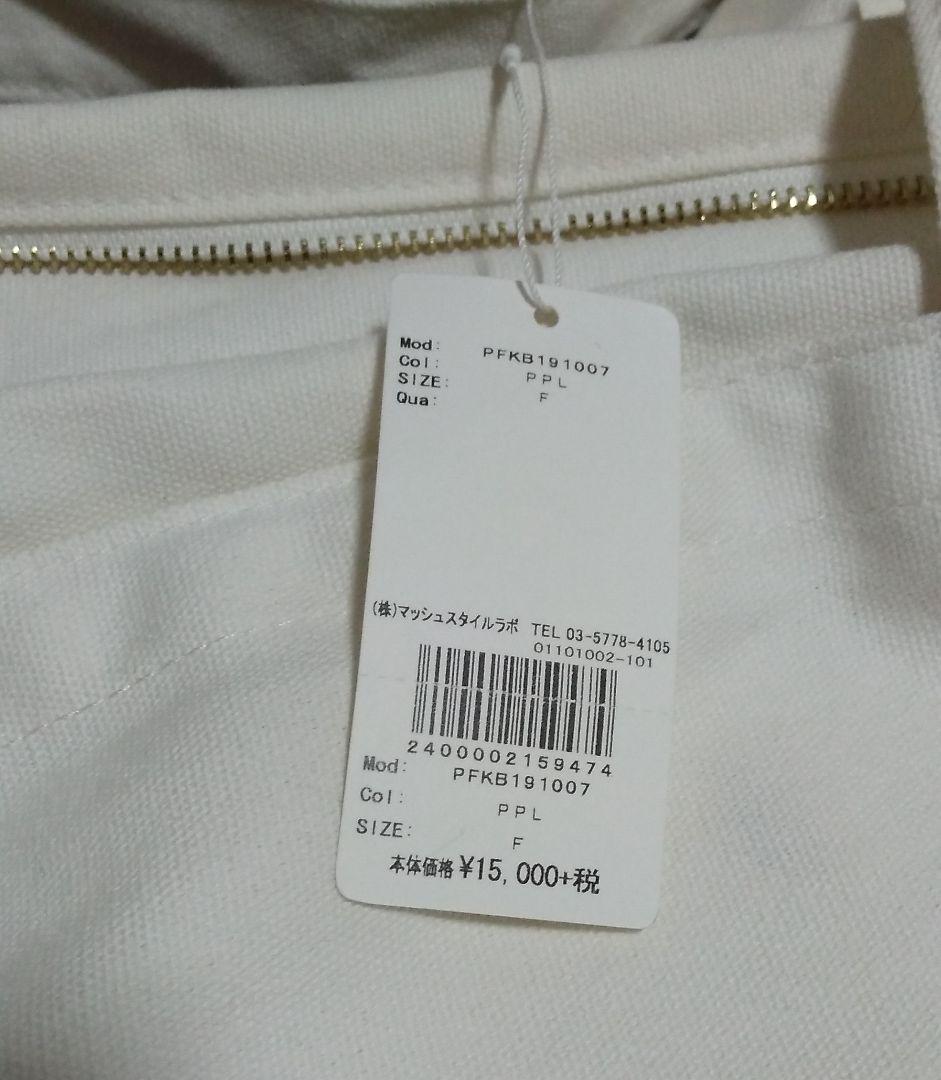 Mod: PFKB191007
Col: PPL
SIZE: F
Qua:
(株)マッシュスタイルラボ TEL 03-5778-4105
01101002-101
2400002159474
Mod: PFKB191007
Col: PPL
SIZE: F
本体価格 ¥15,000+税